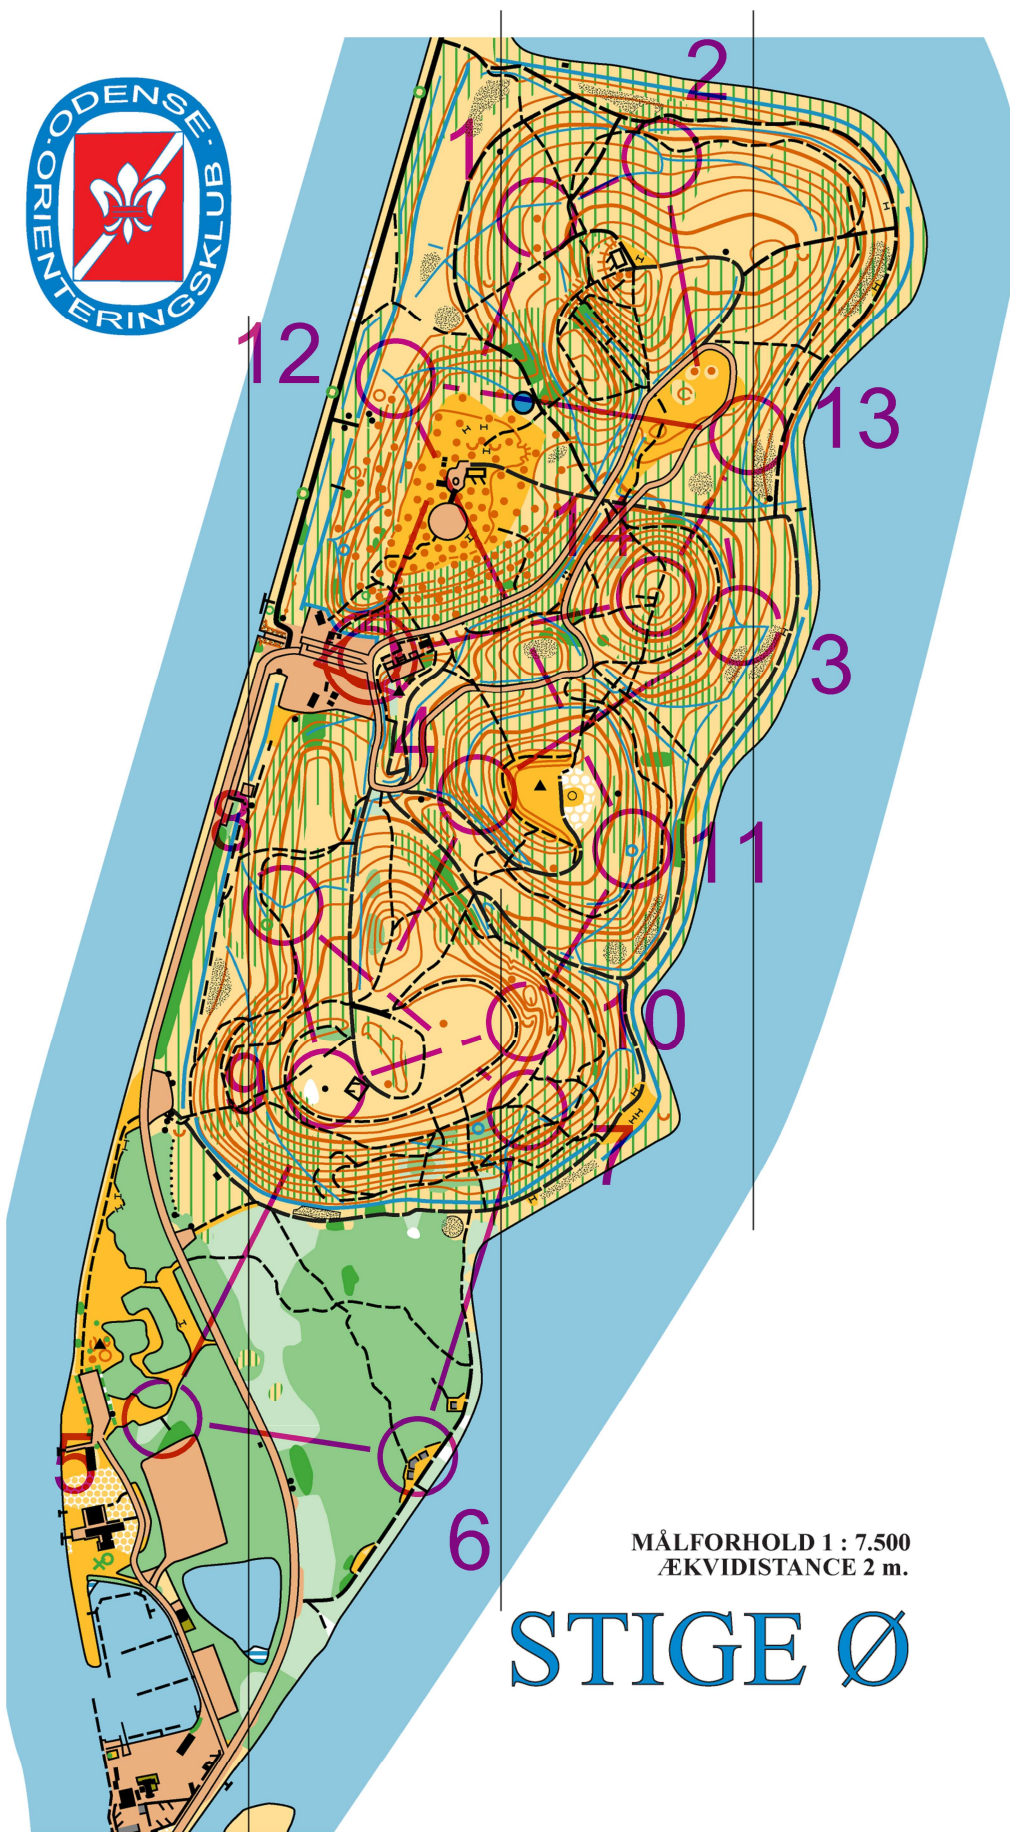 ODENSE
ORIENTERINGSKLUB
2
1
12
13
14
3
4
8
11
10
9
7
5
6
MÅLFORHOLD 1 : 7.500
ÆKVIDISTANCE 2 m.
STIGE Ø